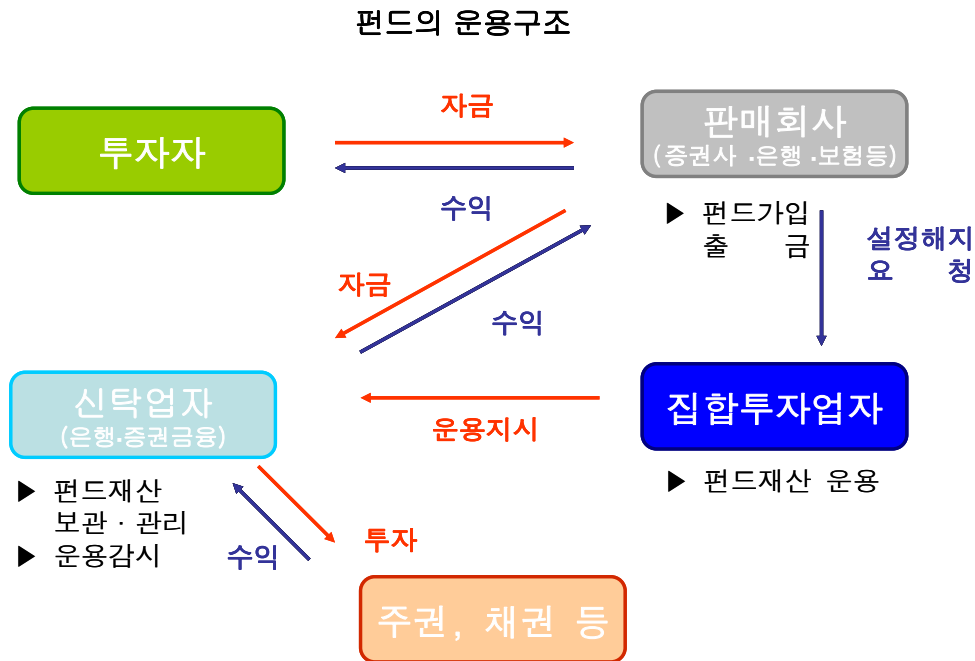 펀드의 운용구조
자금
투자자
판매회사
(증권사 .은행 .보험등)
수익
▶ 펀드가입
출 금
설정해지
요 청
자금
수익
신탁업자
(은행.증권금융)
운용지시
집합투자업자
▶ 펀드재산
보관 · 관리
▶ 운용감시
▶ 펀드재산 운용
투자
수익
주권, 채권 등